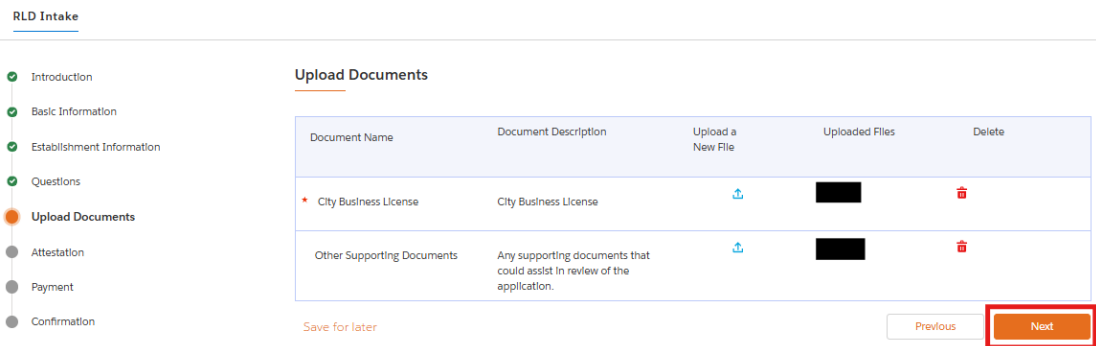 RLD Intake
Introduction
Basic Information
Establishment Information
Questions
Upload Documents
Attestation
Payment
Confirmation
Upload Documents
Document Name
Document Description
Upload a
New File
Uploaded Files
Delete
* City Business License
City Business License
Other Supporting Documents
Any supporting documents that
could assist in review of the
application.
Save for later
Previous
Next